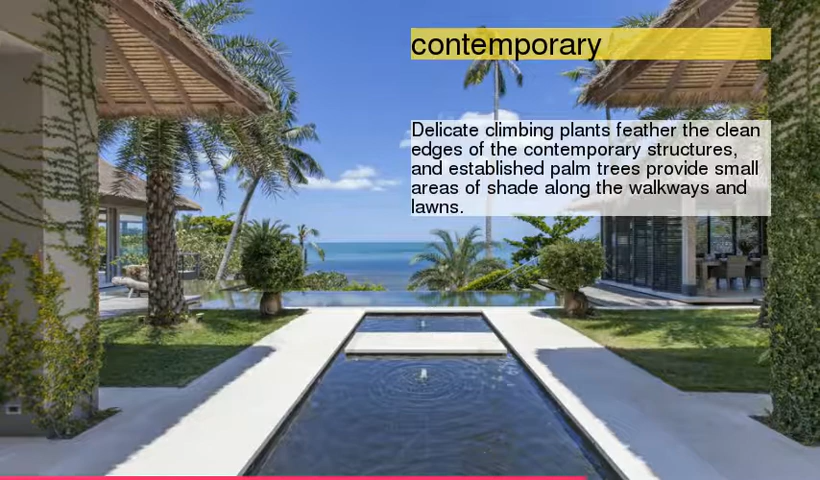 contemporary
Delicate climbing plants feather the clean
edges of the contemporary structures,
and established palm trees provide small
areas of shade along the walkways and
lawns.